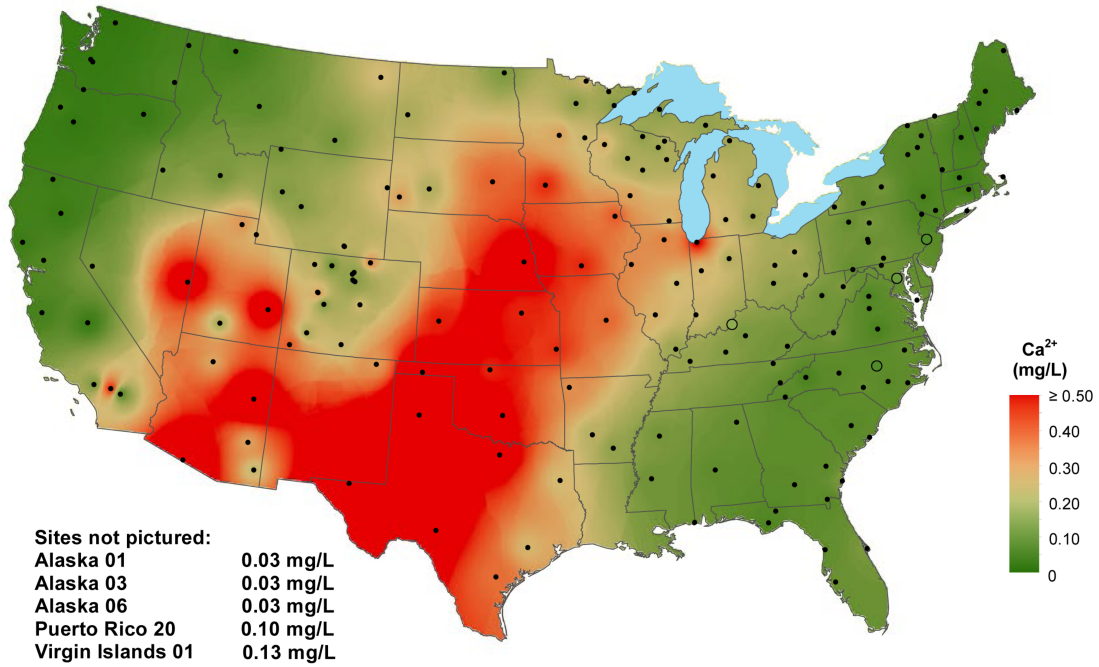 Ca²⁺
(mg/L)
≥ 0.50
0.40
0.30
0.20
0.10
0
Sites not pictured:
Alaska 01 0.03 mg/L
Alaska 03 0.03 mg/L
Alaska 06 0.03 mg/L
Puerto Rico 20 0.10 mg/L
Virgin Islands 01 0.13 mg/L